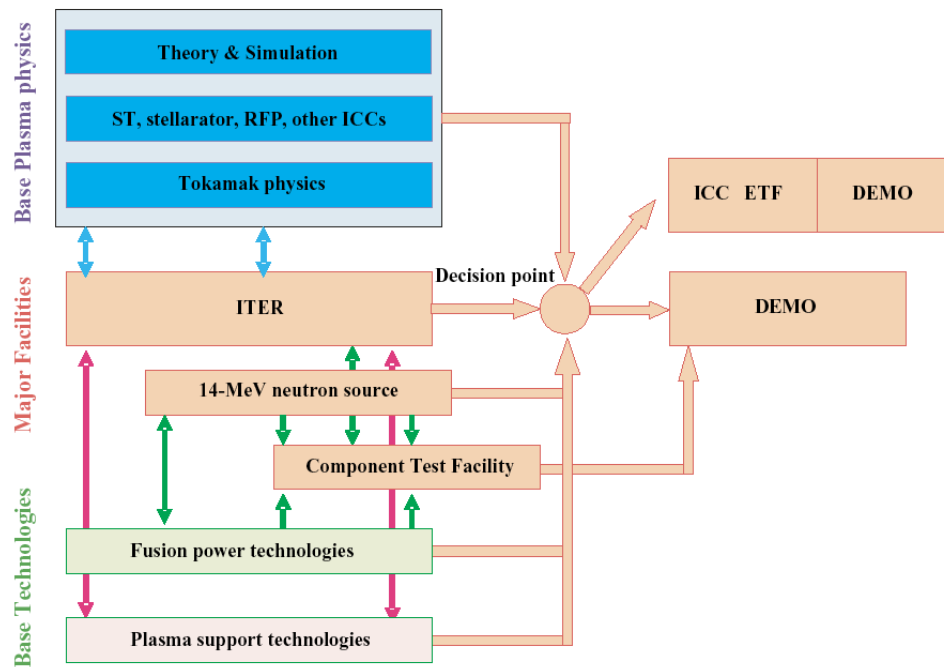 Base Plasma physics
Theory & Simulation
ST, stellarator, RFP, other ICCs
Tokamak physics
ICC ETF
DEMO
Major Facilities
ITER
Decision point
DEMO
14-MeV neutron source
Component Test Facility
Base Technologies
Fusion power technologies
Plasma support technologies